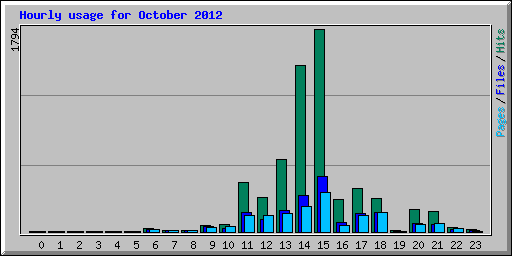 Hourly usage for October 2012
1794
Pages/Files/Hits
0 1 2 3 4 5 6 7 8 9 10 11 12 13 14 15 16 17 18 19 20 21 22 23